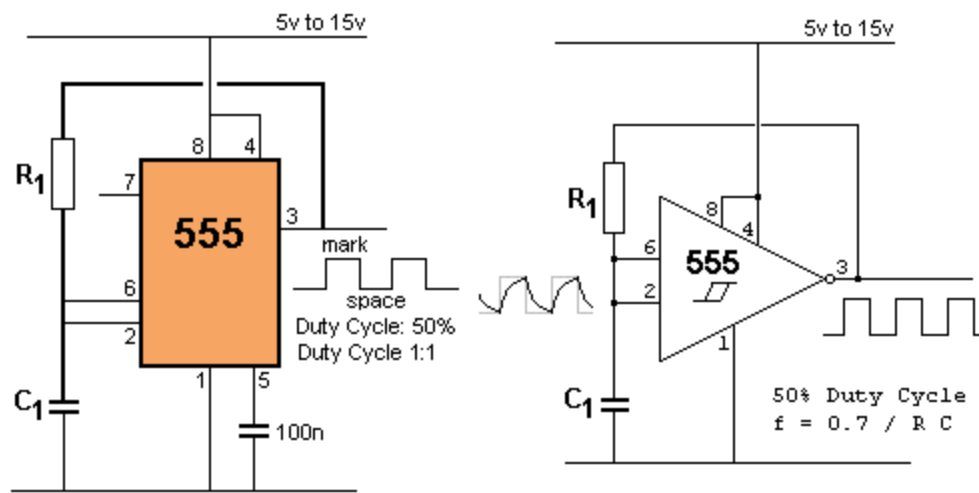 5v to 15v
8
4
R1
7
555
3
mark
space
6
2
Duty Cycle: 50%
Duty Cycle 1:1
1
5
C1
100n
5v to 15v
R1
8
4
6
555
3
2
1
C1
50% Duty Cycle
f = 0.7 / R C